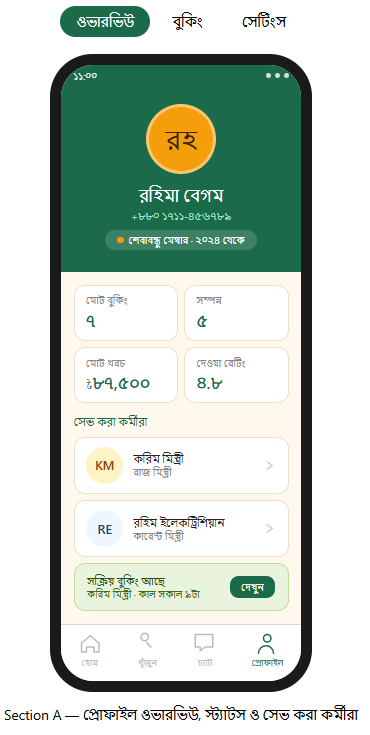 ওভারভিউ বুকিং সেটিংস
১১:০০
রহ
রহিমা বেগম
+৮৮০ ১৭১১-৪৫৬৭৮৯
শেবাবন্ধু মেম্বার · ২০২৪ থেকে
মোট বুকিং
৭
সম্পন্ন
৫
মোট খরচ
৳৮৭,৫০০
দেওয়া রেটিং
৪.৮
সেভ করা কর্মীরা
KM
করিম মিস্ত্রী
রাজ মিস্ত্রী
RE
রহিম ইলেকট্রিশিয়ান
কারেন্ট মিস্ত্রী
সক্রিয় বুকিং আছে
করিম মিস্ত্রী · কাল সকাল ৯টা
দেখুন
হোম খুঁজুন চ্যাট প্রোফাইল
Section A — প্রোফাইল ওভারভিউ, স্ট্যাটস ও সেভ করা কর্মীরা